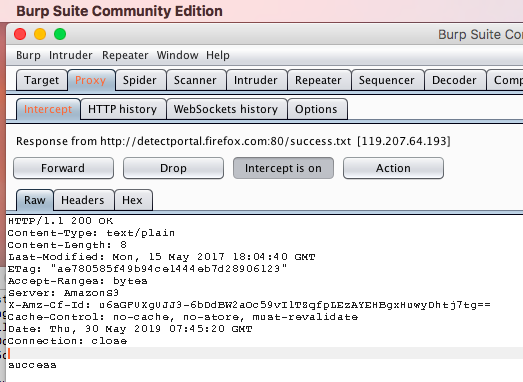 Burp Suite Community Edition
Burp Suite Com
Burp Intruder Repeater Window Help
Target Proxy Spider Scanner Intruder Repeater Sequencer Decoder Comp
Intercept HTTP history WebSockets history Options
Response from http://detectportal.firefox.com:80/success.txt [119.207.64.193]
Forward Drop Intercept is on Action
Raw Headers Hex
HTTP/1.1 200 OK
Content-Type: text/plain
Content-Length: 8
Last-Modified: Mon, 15 May 2017 18:04:40 GMT
ETag: "ae780585f49b94ce1444eb7d28906123"
Accept-Ranges: bytes
Server: AmazonS3
X-Amz-Cf-Id:
Cache-Control: no-cache, no-store, must-revalidate
Date: Thu, 30 May 2019 07:45:20 GMT
Connection: close
success